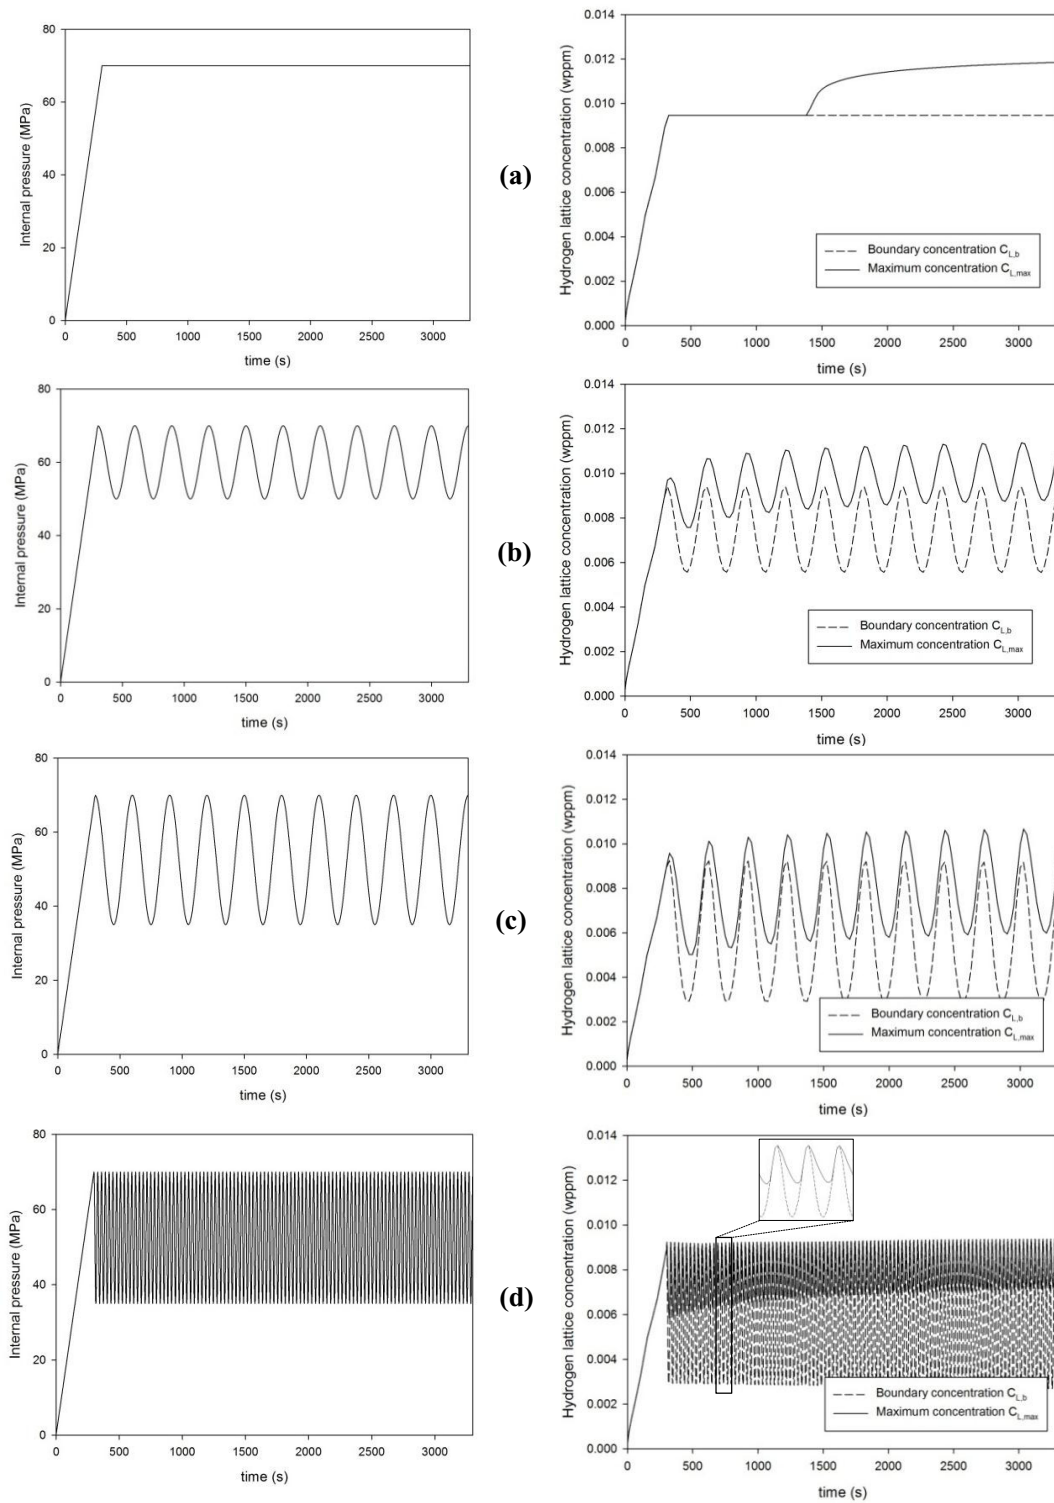 80
60
40
20
0
Internal pressure (MPa)
0 500 1000 1500 2000 2500 3000
time (s)
(a)
0.014
0.012
0.010
0.008
0.006
0.004
0.002
0.000
Hydrogen lattice concentration (wppm)
Boundary concentration C_L,b
Maximum concentration C_L,max
0 500 1000 1500 2000 2500 3000
time (s)
80
60
40
20
0
Internal pressure (MPa)
0 500 1000 1500 2000 2500 3000
time (s)
(b)
0.014
0.012
0.010
0.008
0.006
0.004
0.002
0.000
Hydrogen lattice concentration (wppm)
Boundary concentration C_L,b
Maximum concentration C_L,max
0 500 1000 1500 2000 2500 3000
time (s)
80
60
40
20
0
Internal pressure (MPa)
0 500 1000 1500 2000 2500 3000
time (s)
(c)
0.014
0.012
0.010
0.008
0.006
0.004
0.002
0.000
Hydrogen lattice concentration (wppm)
Boundary concentration C_L,b
Maximum concentration C_L,max
0 500 1000 1500 2000 2500 3000
time (s)
80
60
40
20
0
Internal pressure (MPa)
0 500 1000 1500 2000 2500 3000
time (s)
(d)
0.014
0.012
0.010
0.008
0.006
0.004
0.002
0.000
Hydrogen lattice concentration (wppm)
Boundary concentration C_L,b
Maximum concentration C_L,max
0 500 1000 1500 2000 2500 3000
time (s)